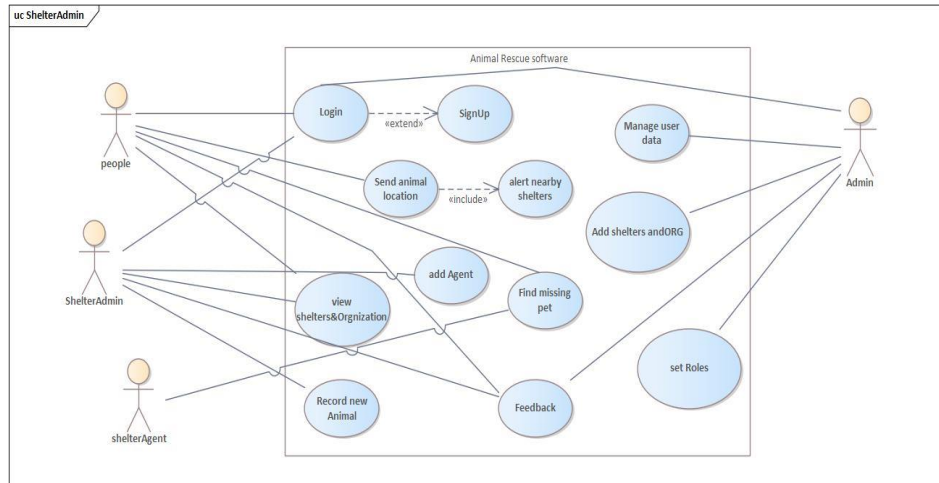 uc ShelterAdmin
Animal Rescue software
people
Login
«extend»
SignUp
Manage user
data
Admin
Send animal
location
«include»
alert nearby
shelters
Add shelters andORG
ShelterAdmin
add Agent
view
shelters&Orgnization
Find missing
pet
set Roles
shelterAgent
Record new
Animal
Feedback